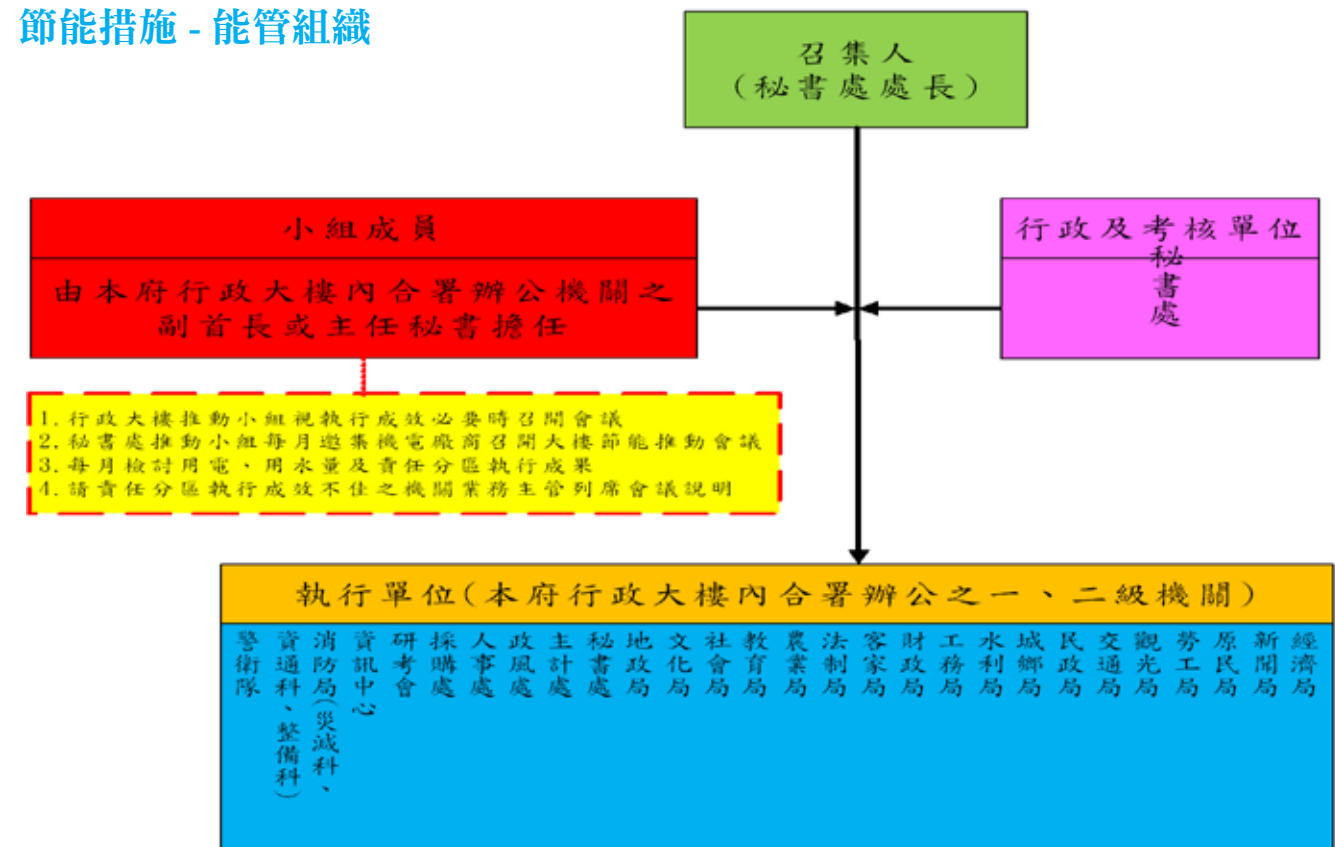 節能措施 - 能管組織
召集人
(秘書處處長)
小組成員
由本府行政大樓內合署辦公機關之
副首長或主任秘書擔任
行政及考核單位
秘書處
1.行政大樓推動小組視執行成效必要時召開會議
2.秘書處推動小組每月邀集機電廠商召開大樓節能推動會議
3.每月檢討用電、用水量及責任分區執行成果
4.請責任分區執行成效不佳之機關業務主管列席會議說明
執行單位(本府行政大樓內合署辦公之一、二級機關)
經濟局
新聞局
原民局
勞工局
觀光局
交通局
民政局
城鄉局
水利局
工務局
財政局
客家局
法制局
農業局
教育局
社會局
文化局
地政局
秘書處
主計處
政風處
人事處
採購處
研考會
資訊中心
消防局(災減科、
資通科、整備科)
警衛隊